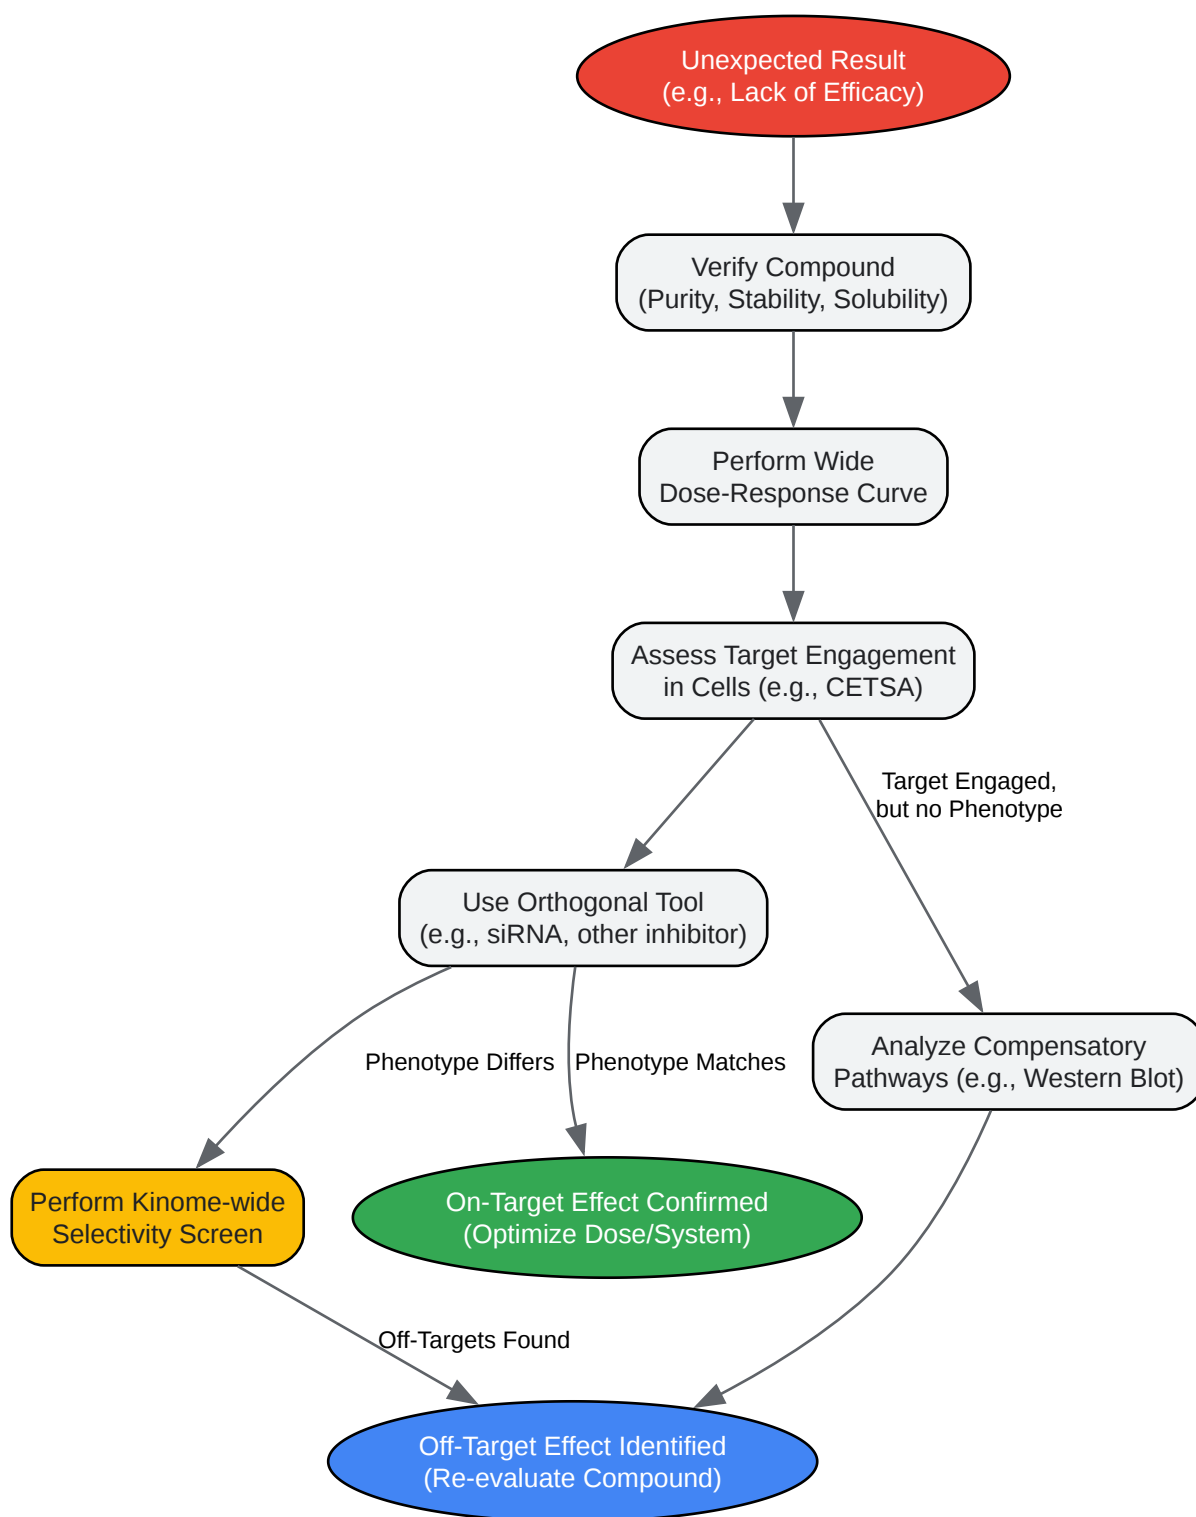 Unexpected Result
(e.g., Lack of Efficacy)
Verify Compound
(Purity, Stability, Solubility)
Perform Wide
Dose-Response Curve
Assess Target Engagement
in Cells (e.g., CETSA)
Target Engaged,
but no Phenotype
Use Orthogonal Tool
(e.g., siRNA, other inhibitor)
Analyze Compensatory
Pathways (e.g., Western Blot)
Phenotype Differs
Phenotype Matches
Perform Kinome-wide
Selectivity Screen
On-Target Effect Confirmed
(Optimize Dose/System)
Off-Targets Found
Off-Target Effect Identified
(Re-evaluate Compound)